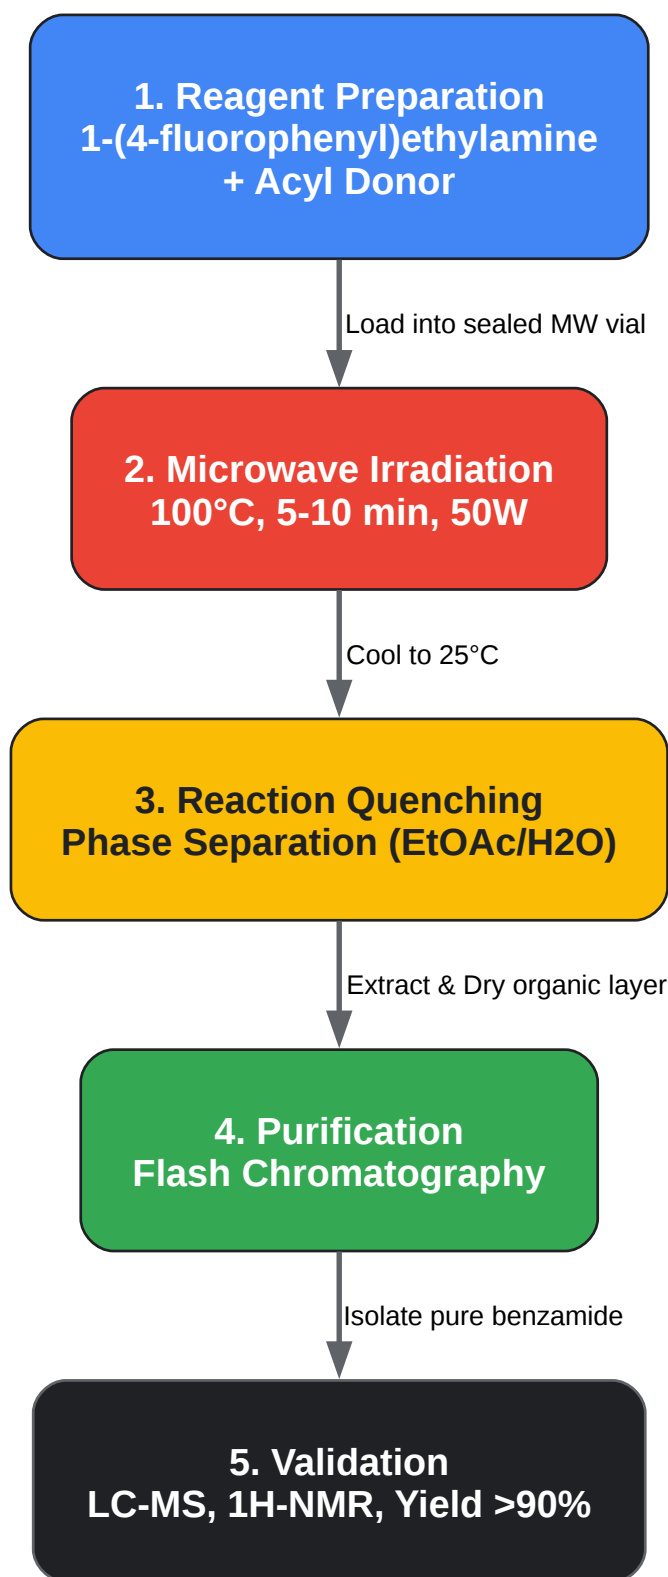 1. Reagent Preparation
1-(4-fluorophenyl)ethylamine
+ Acyl Donor
Load into sealed MW vial
2. Microwave Irradiation
100°C, 5-10 min, 50W
Cool to 25°C
3. Reaction Quenching
Phase Separation (EtOAc/H2O)
Extract & Dry organic layer
4. Purification
Flash Chromatography
Isolate pure benzamide
5. Validation
LC-MS, 1H-NMR, Yield >90%